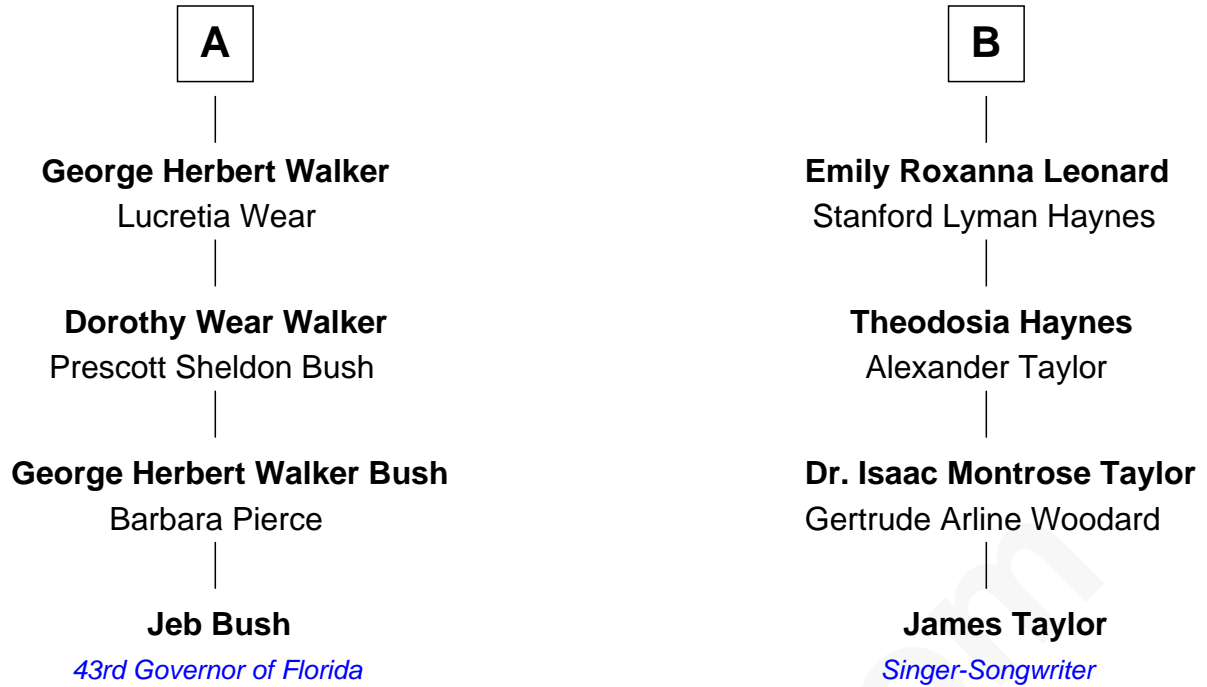 A
George Herbert Walker
Lucretia Wear
Dorothy Wear Walker
Prescott Sheldon Bush
George Herbert Walker Bush
Barbara Pierce
Jeb Bush
43rd Governor of Florida
B
Emily Roxanna Leonard
Stanford Lyman Haynes
Theodosia Haynes
Alexander Taylor
Dr. Isaac Montrose Taylor
Gertrude Arline Woodard
James Taylor
Singer-Songwriter